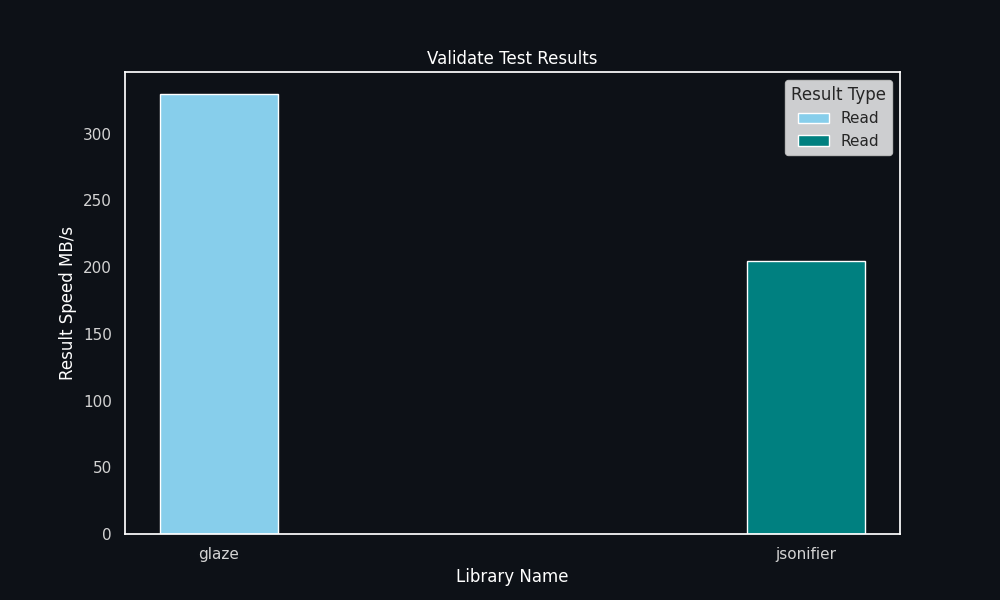 Validate Test Results
Result Type
Read
Read
300
250
200
150
100
50
0
Result Speed MB/s
glaze
jsonifier
Library Name